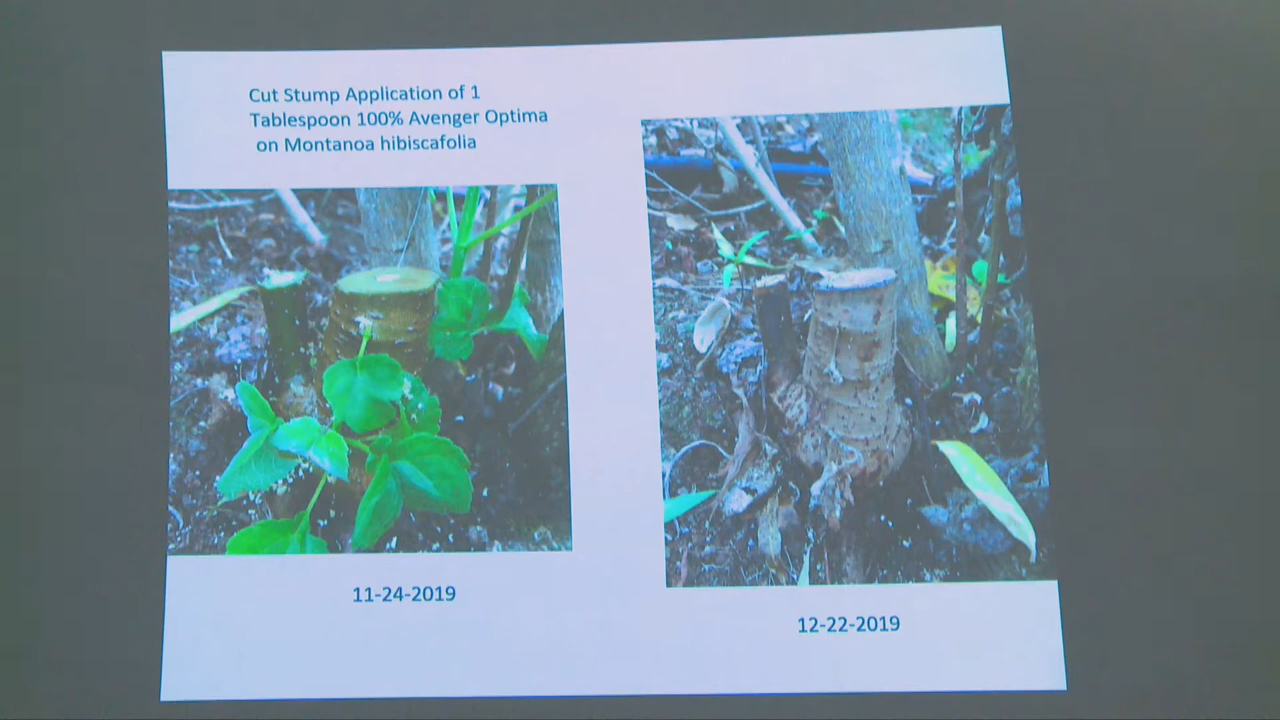 Cut Stump Application of 1
Tablespoon 100% Avenger Optima
on Montanoa hibiscafolia
11-24-2019
12-22-2019